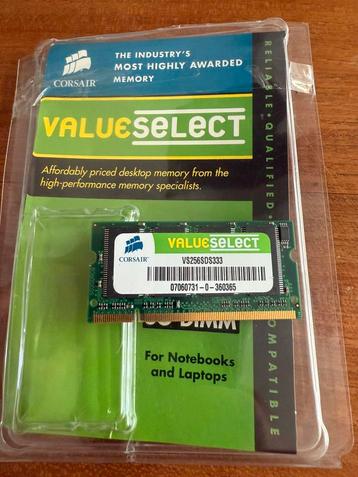 THE INDUSTRY'S
MOST HIGHLY AWARDED
MEMORY
CORSAIR
VALUESELECT
Affordably priced desktop memory from the
high-performance memory specialists.
RELIABLE • QUALIFIED •
COMPATIBLE
CORSAIR
VALUESELECT
VS256SDS333
07060731-0-360365
DIMM
For Notebooks
and Laptops